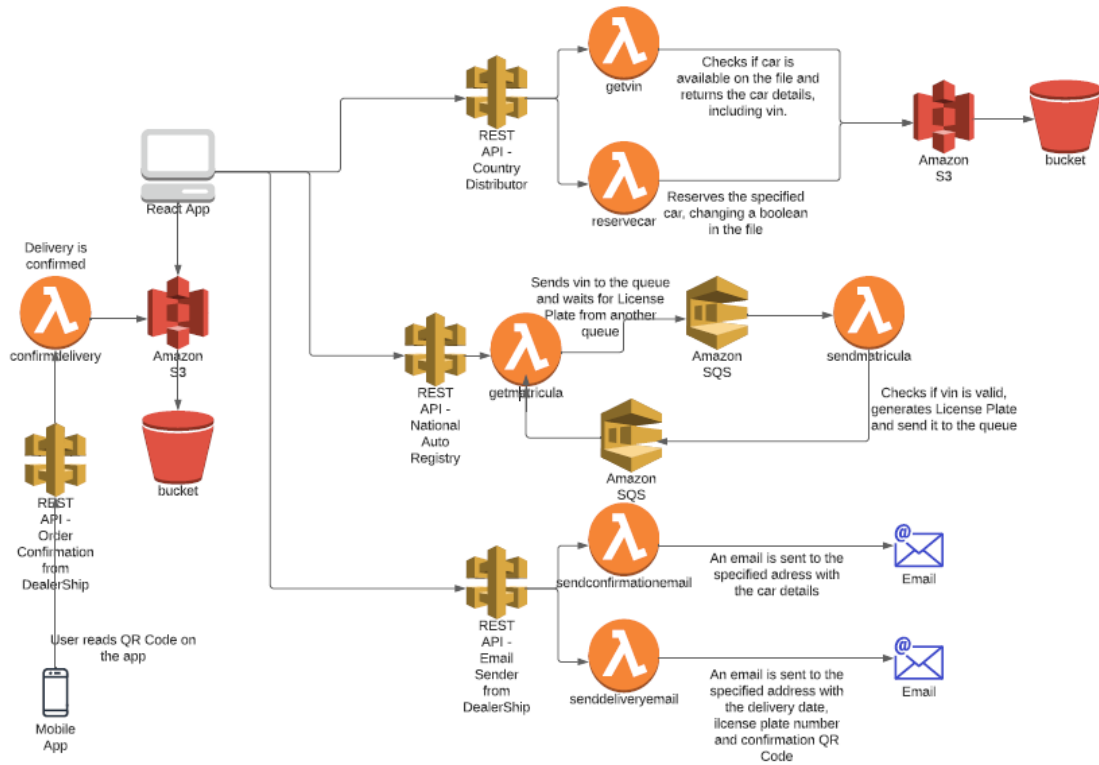 getvin
Checks if car is
available on the file and
returns the car details,
including vin.
REST
API -
Country
Distributor
Amazon
S3
bucket
reservecar
Reserves the specified
car, changing a boolean
in the file
React App
Delivery is
confirmed
confirmdelivery
Amazon
S3
bucket
REST
API -
Order
Confirmation
from
DealerShip
User reads QR Code on
the app
Mobile
App
Sends vin to the queue
and waits for License
Plate from another
queue
REST
API -
National
Auto
Registry
getmatricula
Amazon
SQS
sendmatricula
Checks if vin is valid,
generates License Plate
and send it to the queue
Amazon
SQS
REST
API -
Email
Sender
from
DealerShip
sendconfirmationemail
An email is sent to the
specified adress with
the car details
@
Email
senddeliveryemail
An email is sent to the
specified address with
the delivery date,
ilcense plate number
and confirmation QR
Code
@
Email